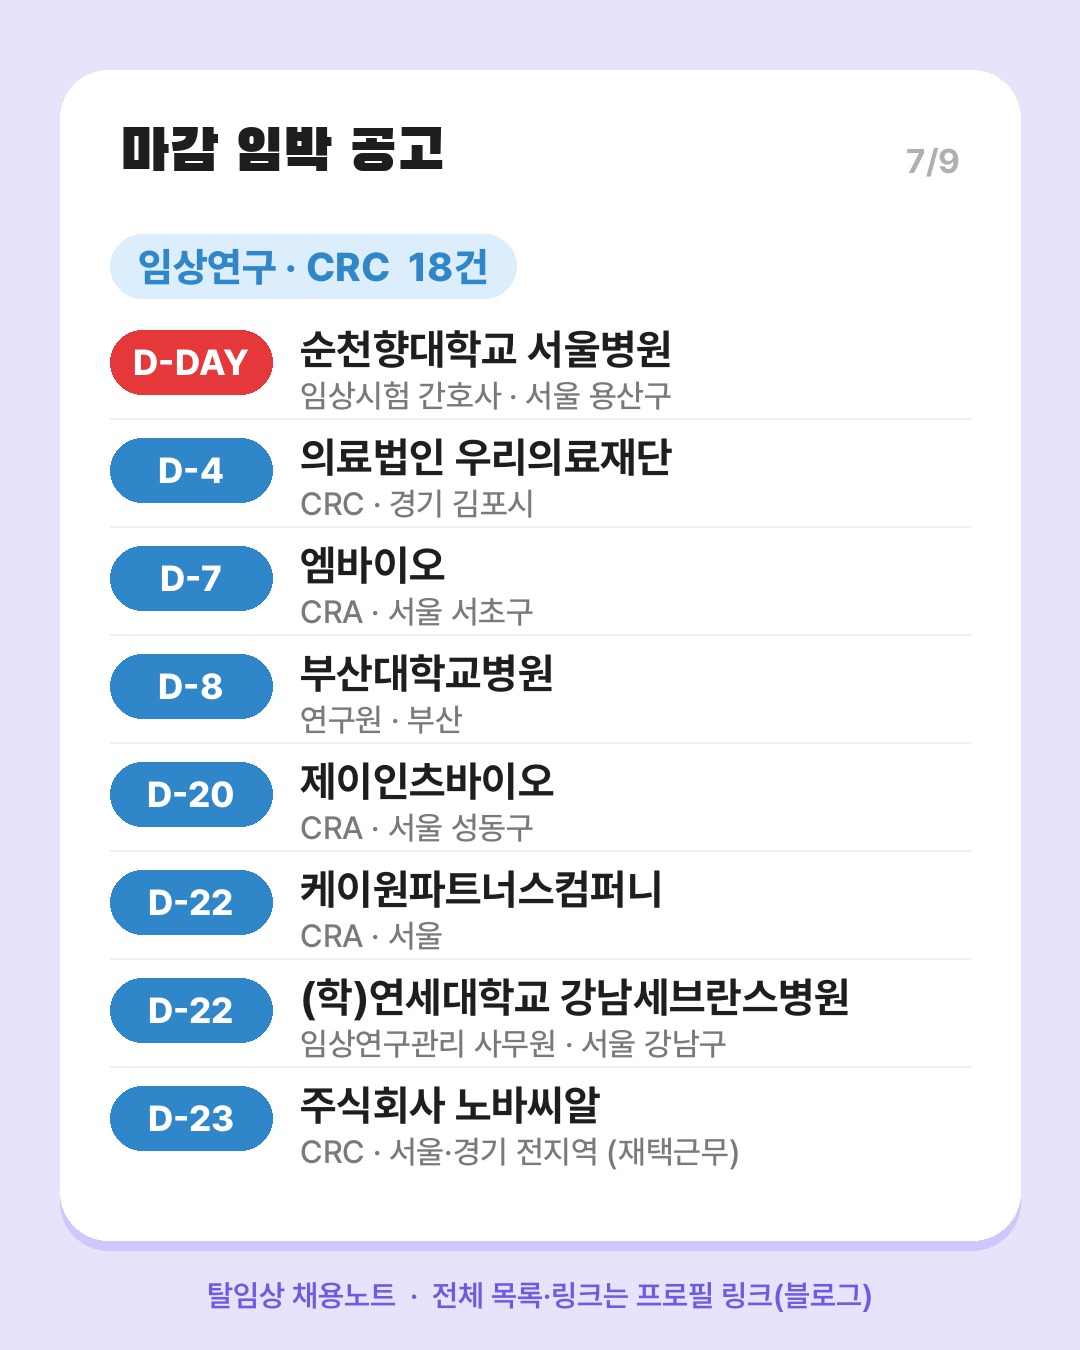 마감 임박 공고
7/9
임상연구 · CRC 18건
D-DAY
순천향대학교 서울병원
임상시험 간호사 · 서울 용산구
D-4
의료법인 우리의료재단
CRC · 경기 김포시
D-7
엠바이오
CRA · 서울 서초구
D-8
부산대학교병원
연구원 · 부산
D-20
제이인츠바이오
CRA · 서울 성동구
D-22
케이원파트너스컴퍼니
CRA · 서울
D-22
(학)연세대학교 강남세브란스병원
임상연구관리 사무원 · 서울 강남구
D-23
주식회사 노바씨알
CRC · 서울·경기 전지역 (재택근무)
탈임상 채용노트 · 전체 목록·링크는 프로필 링크(블로그)